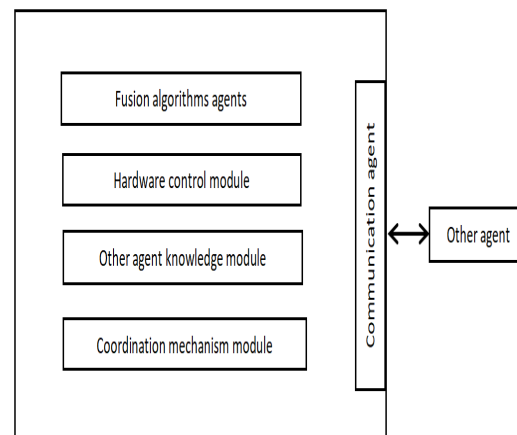 Fusion algorithms agents
Hardware control module
Other agent knowledge module
Coordination mechanism module
Communication agent
Other agent